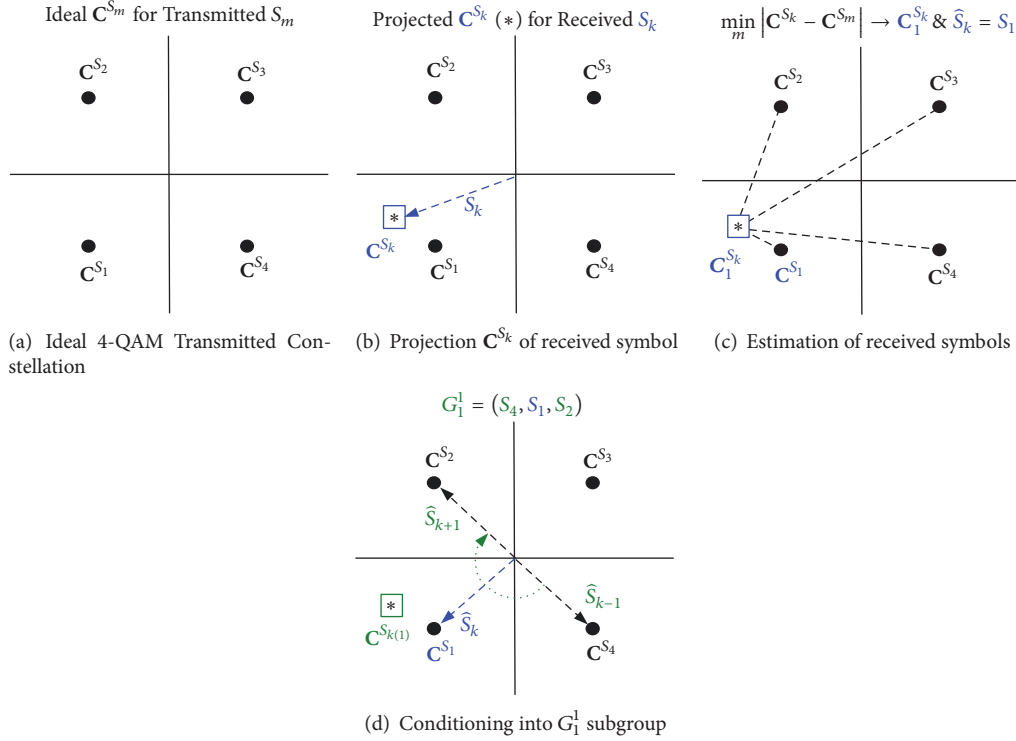 Ideal C^{S_m} for Transmitted S_m
C^{S_2}
C^{S_3}
C^{S_1}
C^{S_4}
(a) Ideal 4-QAM Transmitted Con-
stellation
Projected C^{S_k} (*) for Received S_k
C^{S_2}
C^{S_3}
S_k
*
C^{S_k}
C^{S_1}
C^{S_4}
(b) Projection C^{S_k} of received symbol
min_m |C^{S_k} − C^{S_m}| → C_1^{S_k} & Ŝ_k = S_1
C^{S_2}
C^{S_3}
*
C_1^{S_k}
C^{S_1}
C^{S_4}
(c) Estimation of received symbols
G_1^1 = (S_4, S_1, S_2)
C^{S_2}
C^{S_3}
Ŝ_{k+1}
Ŝ_{k−1}
*
Ŝ_k
C^{S_{k(1)}}
C^{S_1}
C^{S_4}
(d) Conditioning into G_1^1 subgroup